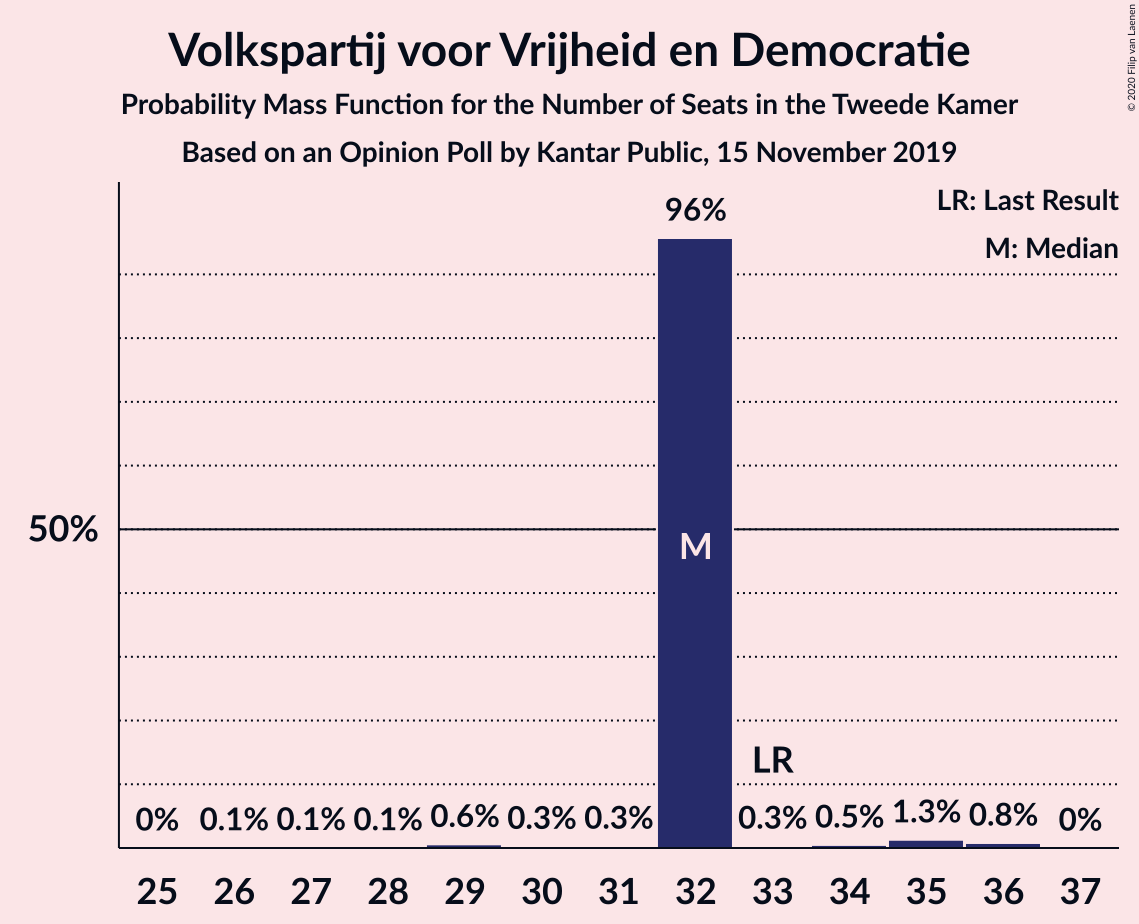 Volkspartij voor Vrijheid en Democratie
Probability Mass Function for the Number of Seats in the Tweede Kamer
Based on an Opinion Poll by Kantar Public, 15 November 2019
© 2020 Filip van Laenen
LR: Last Result
M: Median
96%
50%
M
LR
0% 0.1% 0.1% 0.1% 0.6% 0.3% 0.3% 0.3% 0.5% 1.3% 0.8% 0%
25 26 27 28 29 30 31 32 33 34 35 36 37